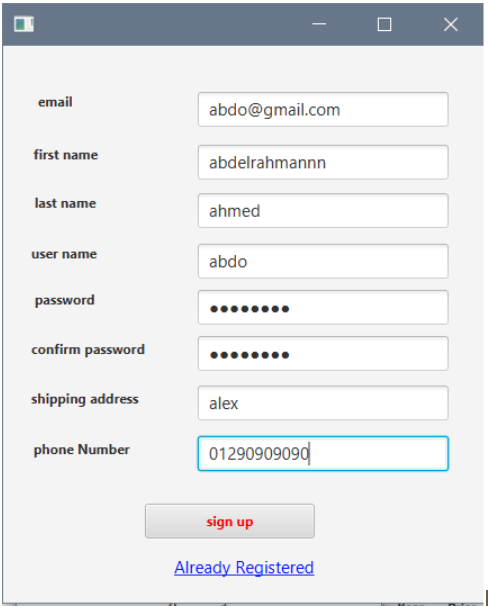 email abdo@gmail.com
first name abdelrahmannn
last name ahmed
user name abdo
password ●●●●●●●●
confirm password ●●●●●●●●
shipping address alex
phone Number 01290909090
sign up
Already Registered